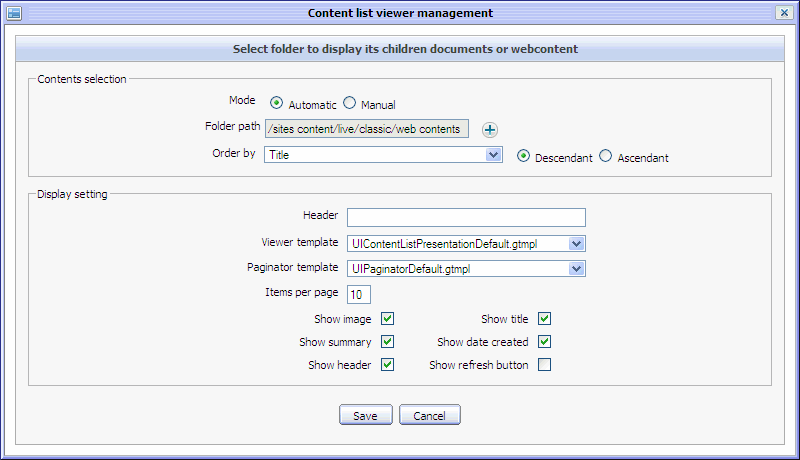 Content list viewer management
Select folder to display its children documents or webcontent
Contents selection
Mode Automatic Manual
Folder path /sites content/live/classic/web contents
Order by Title Descendant Ascendant
Display setting
Header
Viewer template UIContentListPresentationDefault.gtmpl
Paginator template UIPaginatorDefault.gtmpl
Items per page 10
Show image Show title
Show summary Show date created
Show header Show refresh button
Save Cancel